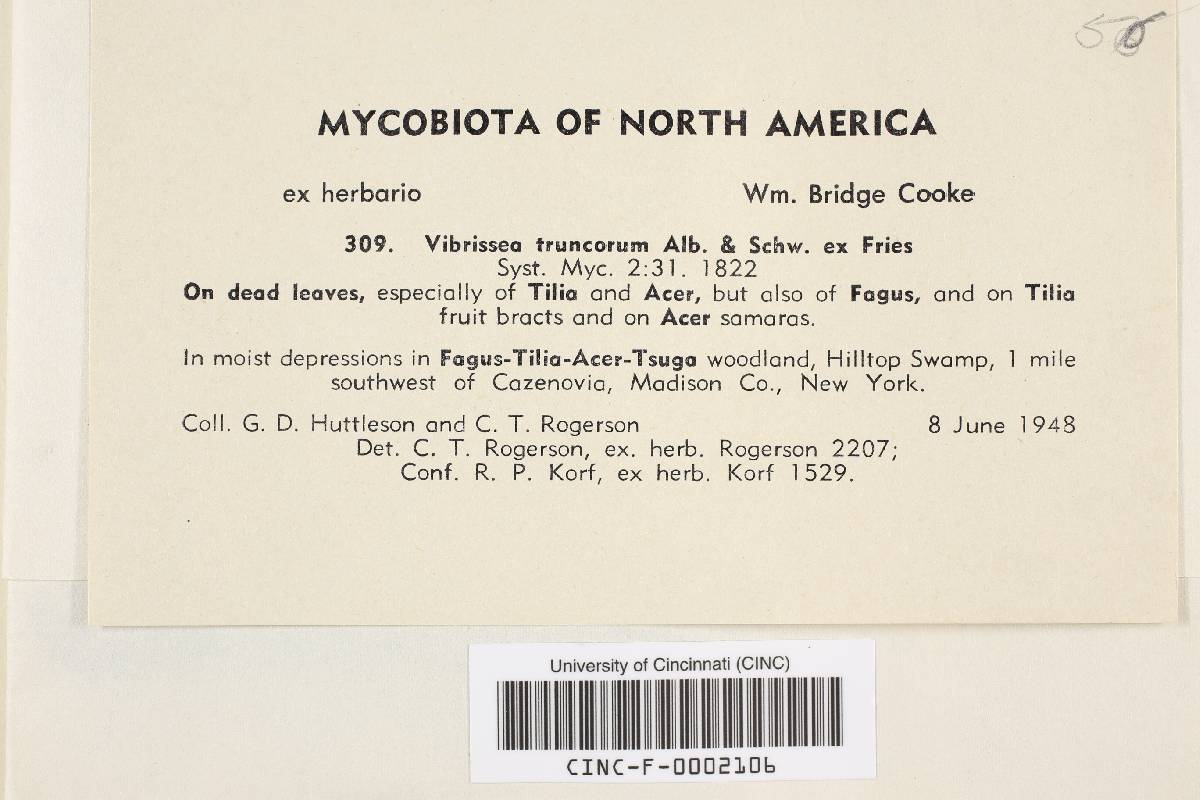 MYCOBIOTA OF NORTH AMERICA
ex herbario Wm. Bridge Cooke
309. Vibrissea truncorum Alb. & Schw. ex Fries
Syst. Myc. 2:31. 1822
On dead leaves, especially of Tilia and Acer, but also of Fagus, and on Tilia
fruit bracts and on Acer samaras.
In moist depressions in Fagus-Tilia-Acer-Tsuga woodland, Hilltop Swamp, 1 mile
southwest of Cazenovia, Madison Co., New York.
Coll. G. D. Huttleson and C. T. Rogerson 8 June 1948
Det. C. T. Rogerson, ex. herb. Rogerson 2207;
Conf. R. P. Korf, ex herb. Korf 1529.
University of Cincinnati (CINC)
CINC-F-0002106